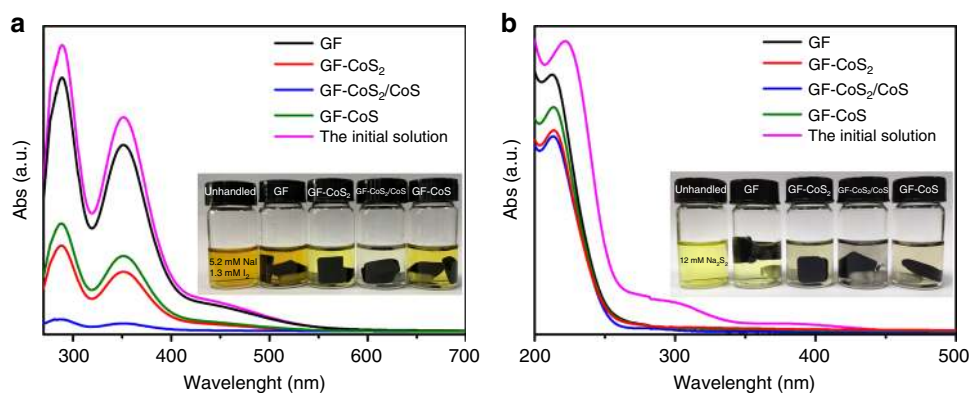 a
GF
GF-CoS₂
GF-CoS₂/CoS
GF-CoS
The initial solution
Unhandled
GF
GF-CoS₂
GF-CoS₂/CoS
GF-CoS
5.2 mM NaI
1.3 mM I₂
Abs (a.u.)
300
400
500
600
700
Wavelenght (nm)
b
GF
GF-CoS₂
GF-CoS₂/CoS
GF-CoS
The initial solution
Unhandled
GF
GF-CoS₂
GF-CoS₂/CoS
GF-CoS
12 mM Na₂S₂
Abs (a.u.)
200
300
400
500
Wavelenght (nm)